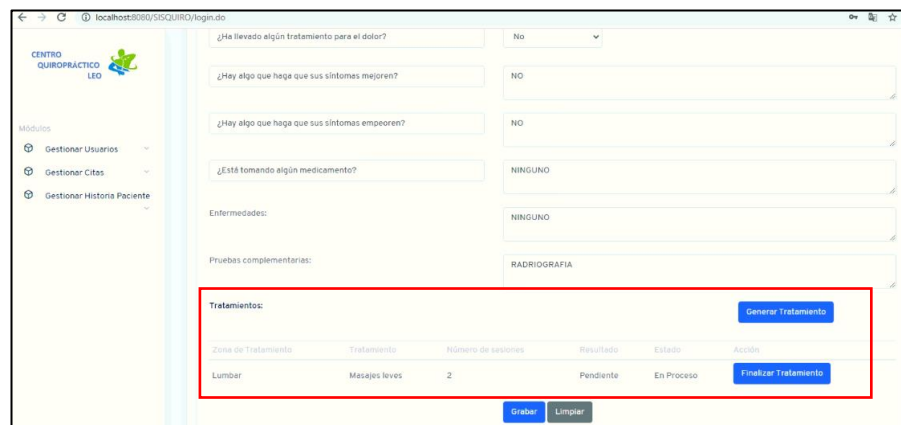 localhost:8080/SISQUIRO/login.do
CENTRO
QUIROPRÁCTICO
LEO
Módulos
Gestionar Usuarios
Gestionar Citas
Gestionar Historia Paciente
¿Ha llevado algún tratamiento para el dolor? No
¿Hay algo que haga que sus síntomas mejoren? NO
¿Hay algo que haga que sus síntomas empeoren? NO
¿Está tomando algún medicamento? NINGUNO
Enfermedades: NINGUNO
Pruebas complementarias: RADRIOGRAFIA
Tratamientos: Generar Tratamiento
Zona de Tratamiento Tratamiento Número de sesiones Resultado Estado Acción
Lumbar Masajes leves 2 Pendiente En Proceso Finalizar Tratamiento
Grabar Limpiar